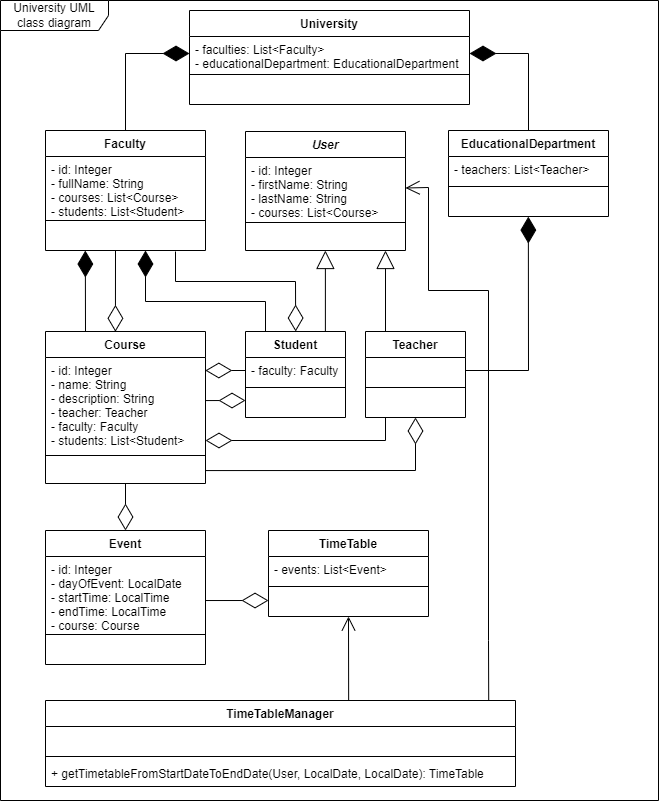 University UML
class diagram
University
- faculties: List<Faculty>
- educationalDepartment: EducationalDepartment
Faculty
- id: Integer
- fullName: String
- courses: List<Course>
- students: List<Student>
User
- id: Integer
- firstName: String
- lastName: String
- courses: List<Course>
EducationalDepartment
- teachers: List<Teacher>
Course
- id: Integer
- name: String
- description: String
- teacher: Teacher
- faculty: Faculty
- students: List<Student>
Student
- faculty: Faculty
Teacher
Event
- id: Integer
- dayOfEvent: LocalDate
- startTime: LocalTime
- endTime: LocalTime
- course: Course
TimeTable
- events: List<Event>
TimeTableManager
+ getTimetableFromStartDateToEndDate(User, LocalDate, LocalDate): TimeTable